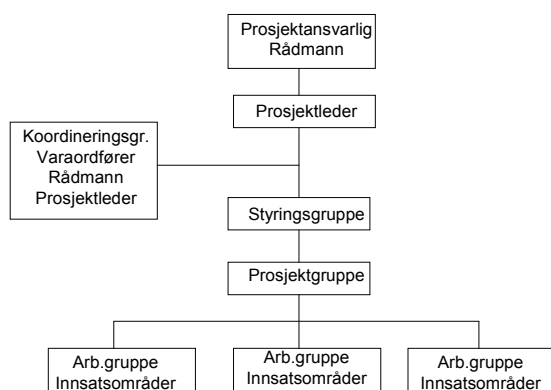 Prosjektansvarlig
Rådmann
Prosjektleder
Koordineringsgr.
Varaordfører
Rådmann
Prosjektleder
Styringsgruppe
Prosjektgruppe
Arb.gruppe
Innsatsområder
Arb.gruppe
Innsatsområder
Arb.gruppe
Innsatsområder